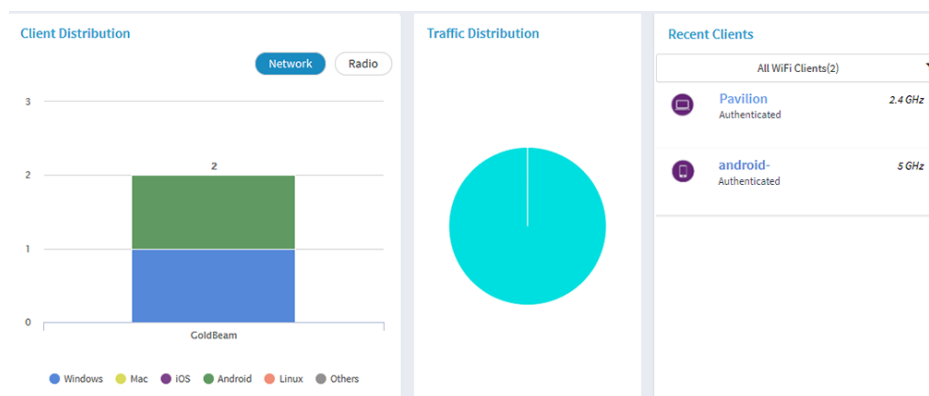 Client Distribution
Network Radio
3
2
2
1
0
GoldBeam
Windows Mac iOS Android Linux Others
Traffic Distribution
Recent Clients
All WiFi Clients(2)
Pavilion 2.4 GHz
Authenticated
android- 5 GHz
Authenticated